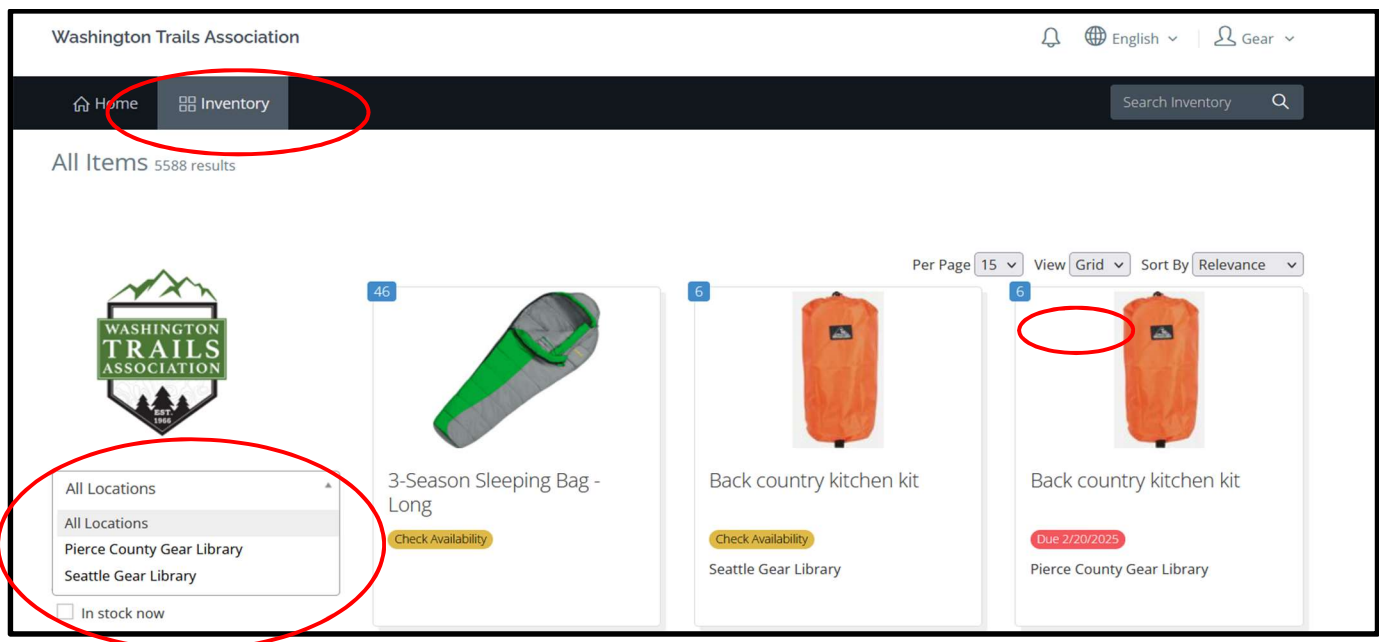 Washington Trails Association
English
Gear
Home
Inventory
Search Inventory
All Items 5588 results
Per Page 15 View Grid Sort By Relevance
WASHINGTON
TRAILS
ASSOCIATION
EST.
1966
All Locations
All Locations
Pierce County Gear Library
Seattle Gear Library
In stock now
46
3-Season Sleeping Bag -
Long
Check Availability
6
Back country kitchen kit
Check Availability
Seattle Gear Library
6
Back country kitchen kit
Due 2/20/2025
Pierce County Gear Library